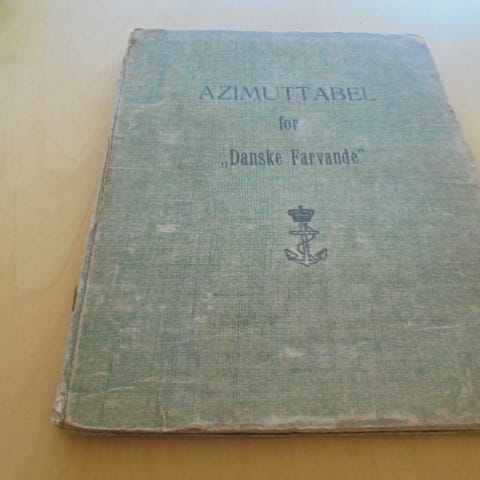 AZIMUTTABEL
for
„Danske Farvande"